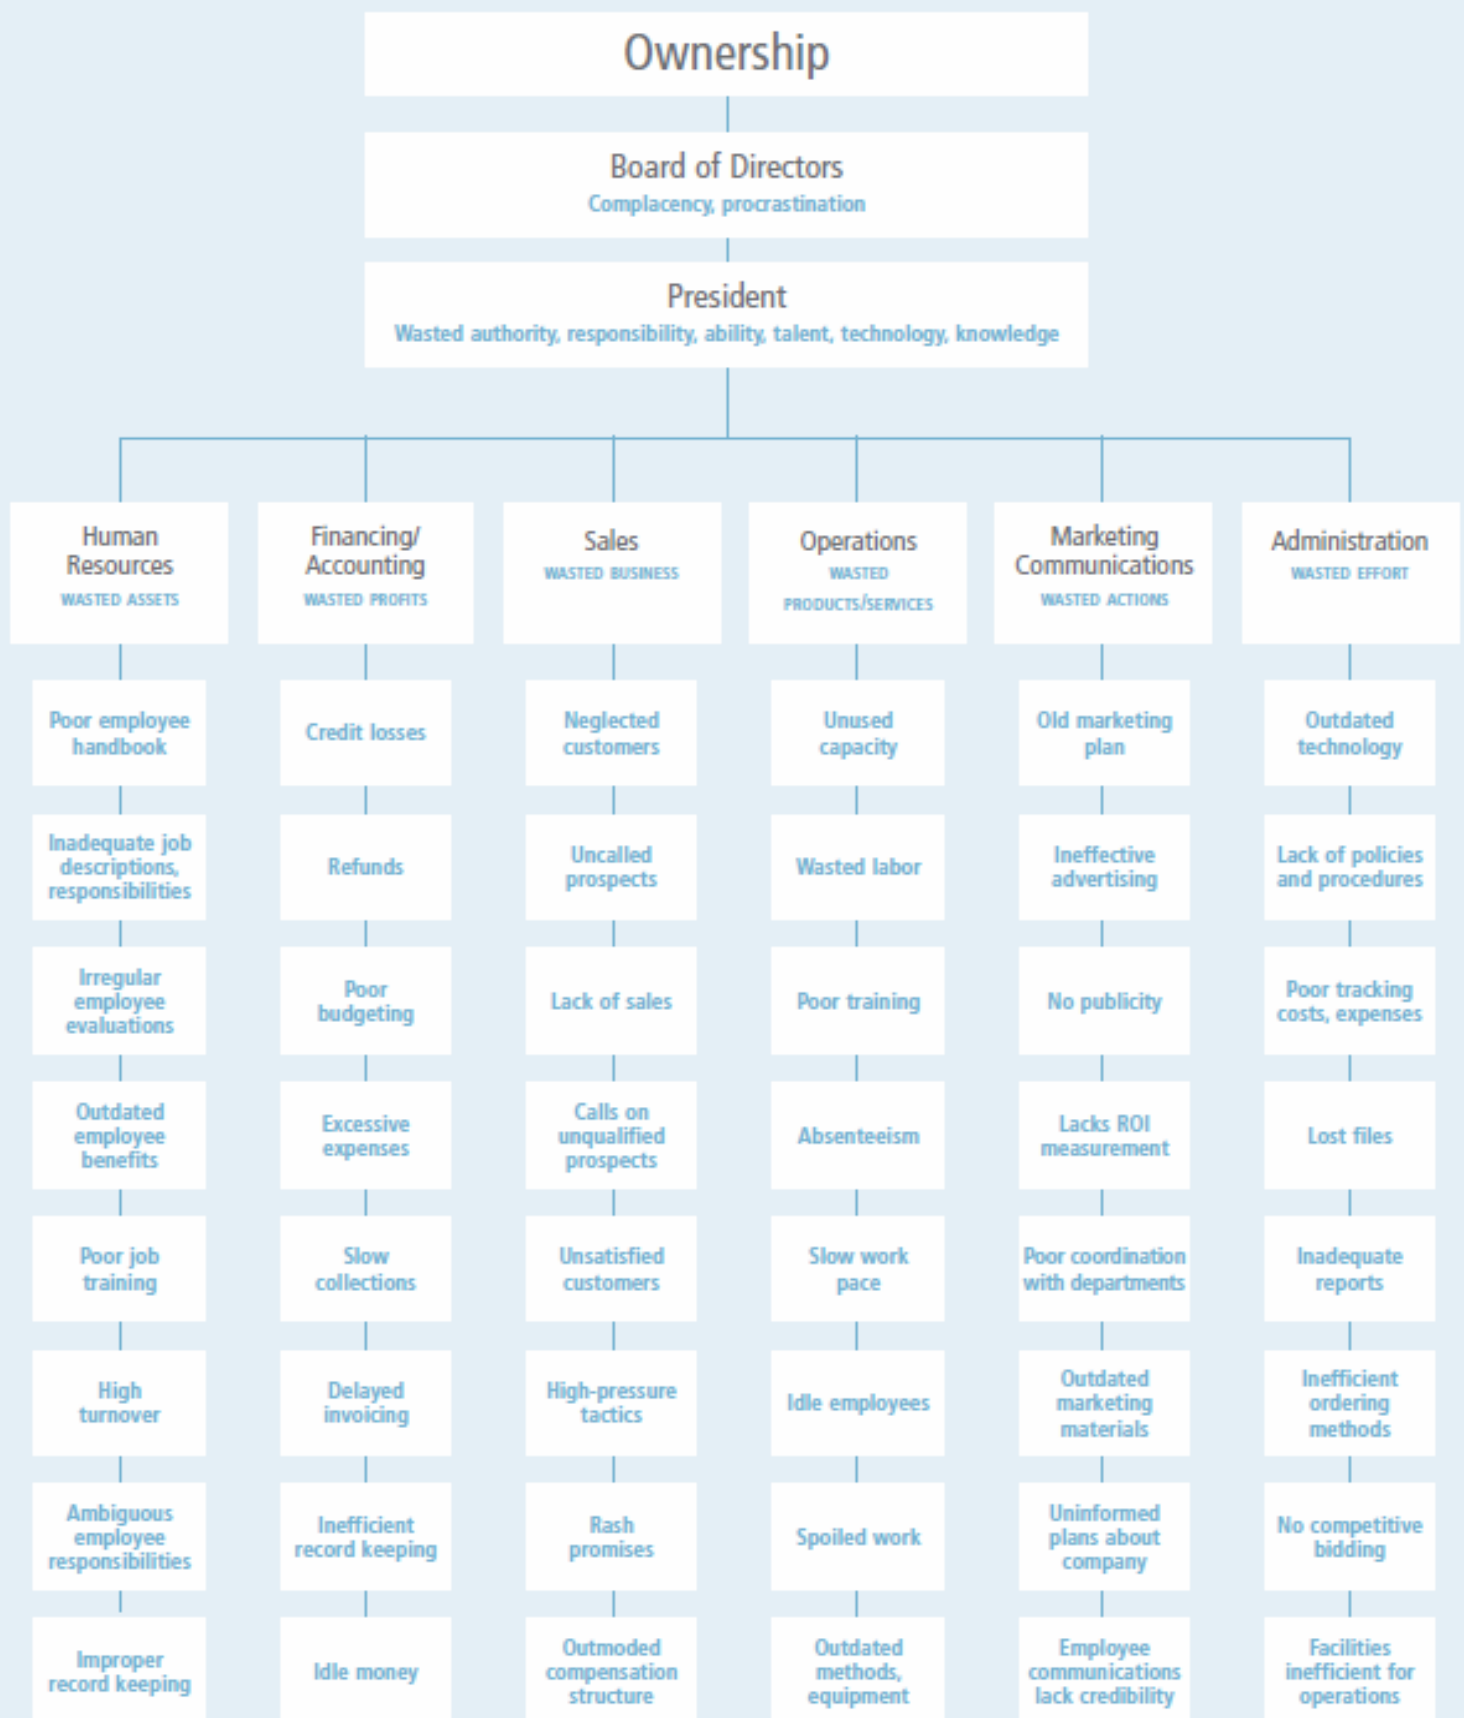 Ownership
Board of Directors
Complacency, procrastination
President
Wasted authority, responsibility, ability, talent, technology, knowledge
Human
Resources
WASTED ASSETS
Financing/
Accounting
WASTED PROFITS
Sales
WASTED BUSINESS
Operations
WASTED
PRODUCTS/SERVICES
Marketing
Communications
WASTED ACTIONS
Administration
WASTED EFFORT
Poor employee
handbook
Inadequate job
descriptions,
responsibilities
Irregular
employee
evaluations
Outdated
employee
benefits
Poor job
training
High
turnover
Ambiguous
employee
responsibilities
Improper
record keeping
Credit losses
Refunds
Poor
budgeting
Excessive
expenses
Slow
collections
Delayed
invoicing
Inefficient
record keeping
Idle money
Neglected
customers
Uncalled
prospects
Lack of sales
Calls on
unqualified
prospects
Unsatisfied
customers
High-pressure
tactics
Rash
promises
Outmoded
compensation
structure
Unused
capacity
Wasted labor
Poor training
Absenteeism
Slow work
pace
Idle employees
Spoiled work
Outdated
methods,
equipment
Old marketing
plan
Ineffective
advertising
No publicity
Lacks ROI
measurement
Poor coordination
with departments
Outdated
marketing
materials
Uninformed
plans about
company
Employee
communications
lack credibility
Outdated
technology
Lack of policies
and procedures
Poor tracking
costs, expenses
Lost files
Inadequate
reports
Inefficient
ordering
methods
No competitive
bidding
Facilities
inefficient for
operations